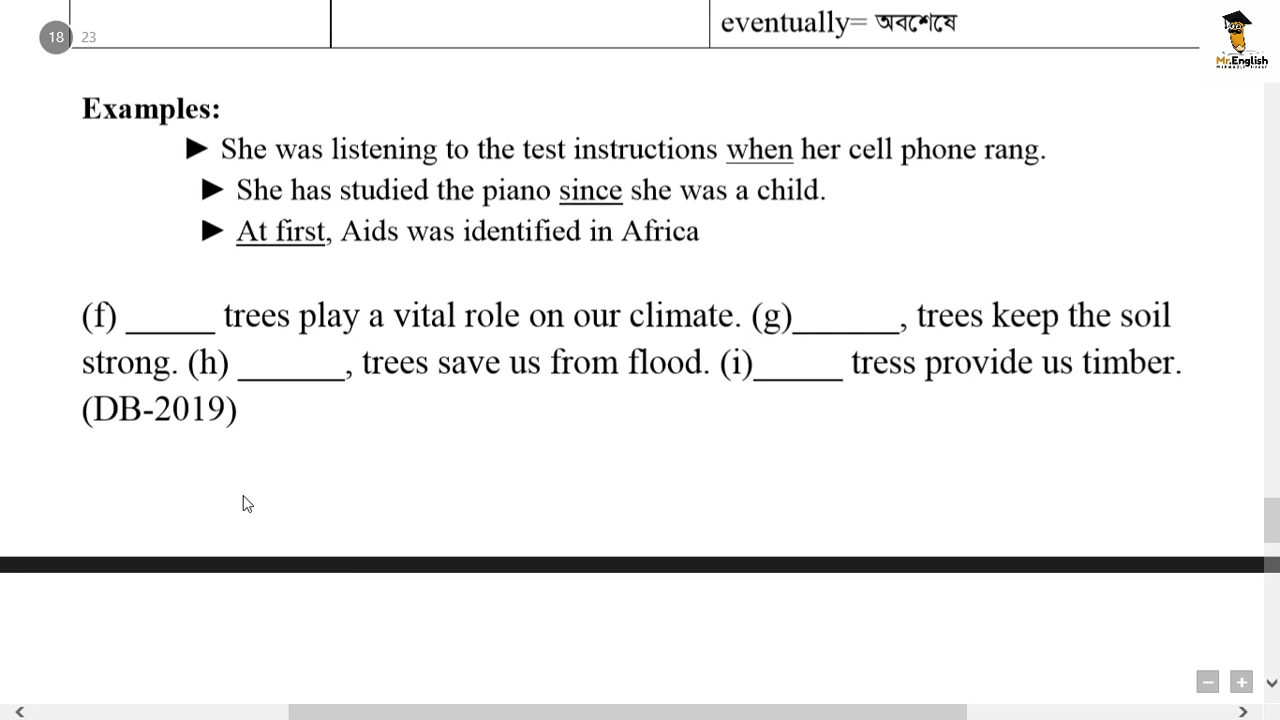 eventually= অবশেষে
18 23
Mr.English
Examples:
► She was listening to the test instructions when her cell phone rang.
► She has studied the piano since she was a child.
► At first, Aids was identified in Africa
(f) ______ trees play a vital role on our climate. (g)_______, trees keep the soil
strong. (h) _______, trees save us from flood. (i)______ tress provide us timber.
(DB-2019)